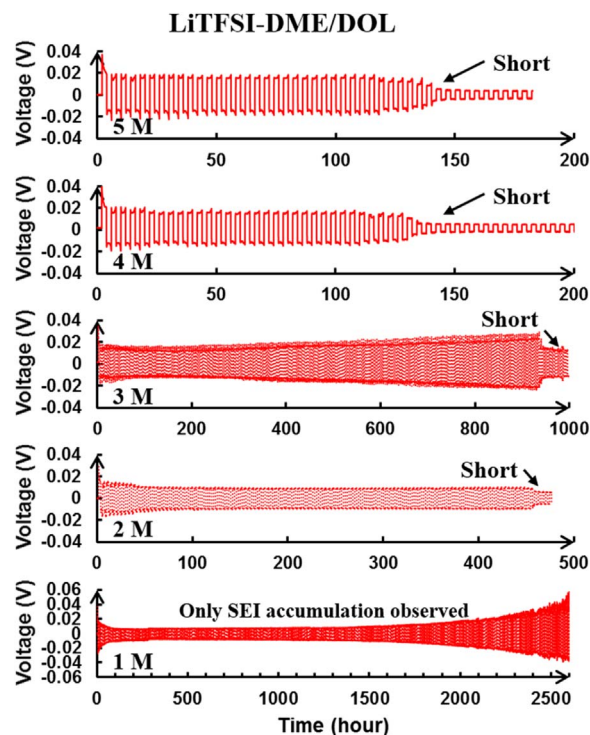 LiTFSI-DME/DOL
Voltage (V)
0.04
0.02
0
-0.02
-0.04
Short
5 M
0 50 100 150 200
Voltage (V)
0.04
0.02
0
-0.02
-0.04
Short
4 M
0 50 100 150 200
Voltage (V)
0.04
0.02
0
-0.02
-0.04
Short
3 M
0 200 400 600 800 1000
Voltage (V)
0.04
0.02
0
-0.02
-0.04
Short
2 M
0 100 200 300 400 500
Voltage (V)
0.06
0.04
0.02
0
-0.02
-0.04
-0.06
Only SEI accumulation observed
1 M
0 500 1000 1500 2000 2500
Time (hour)